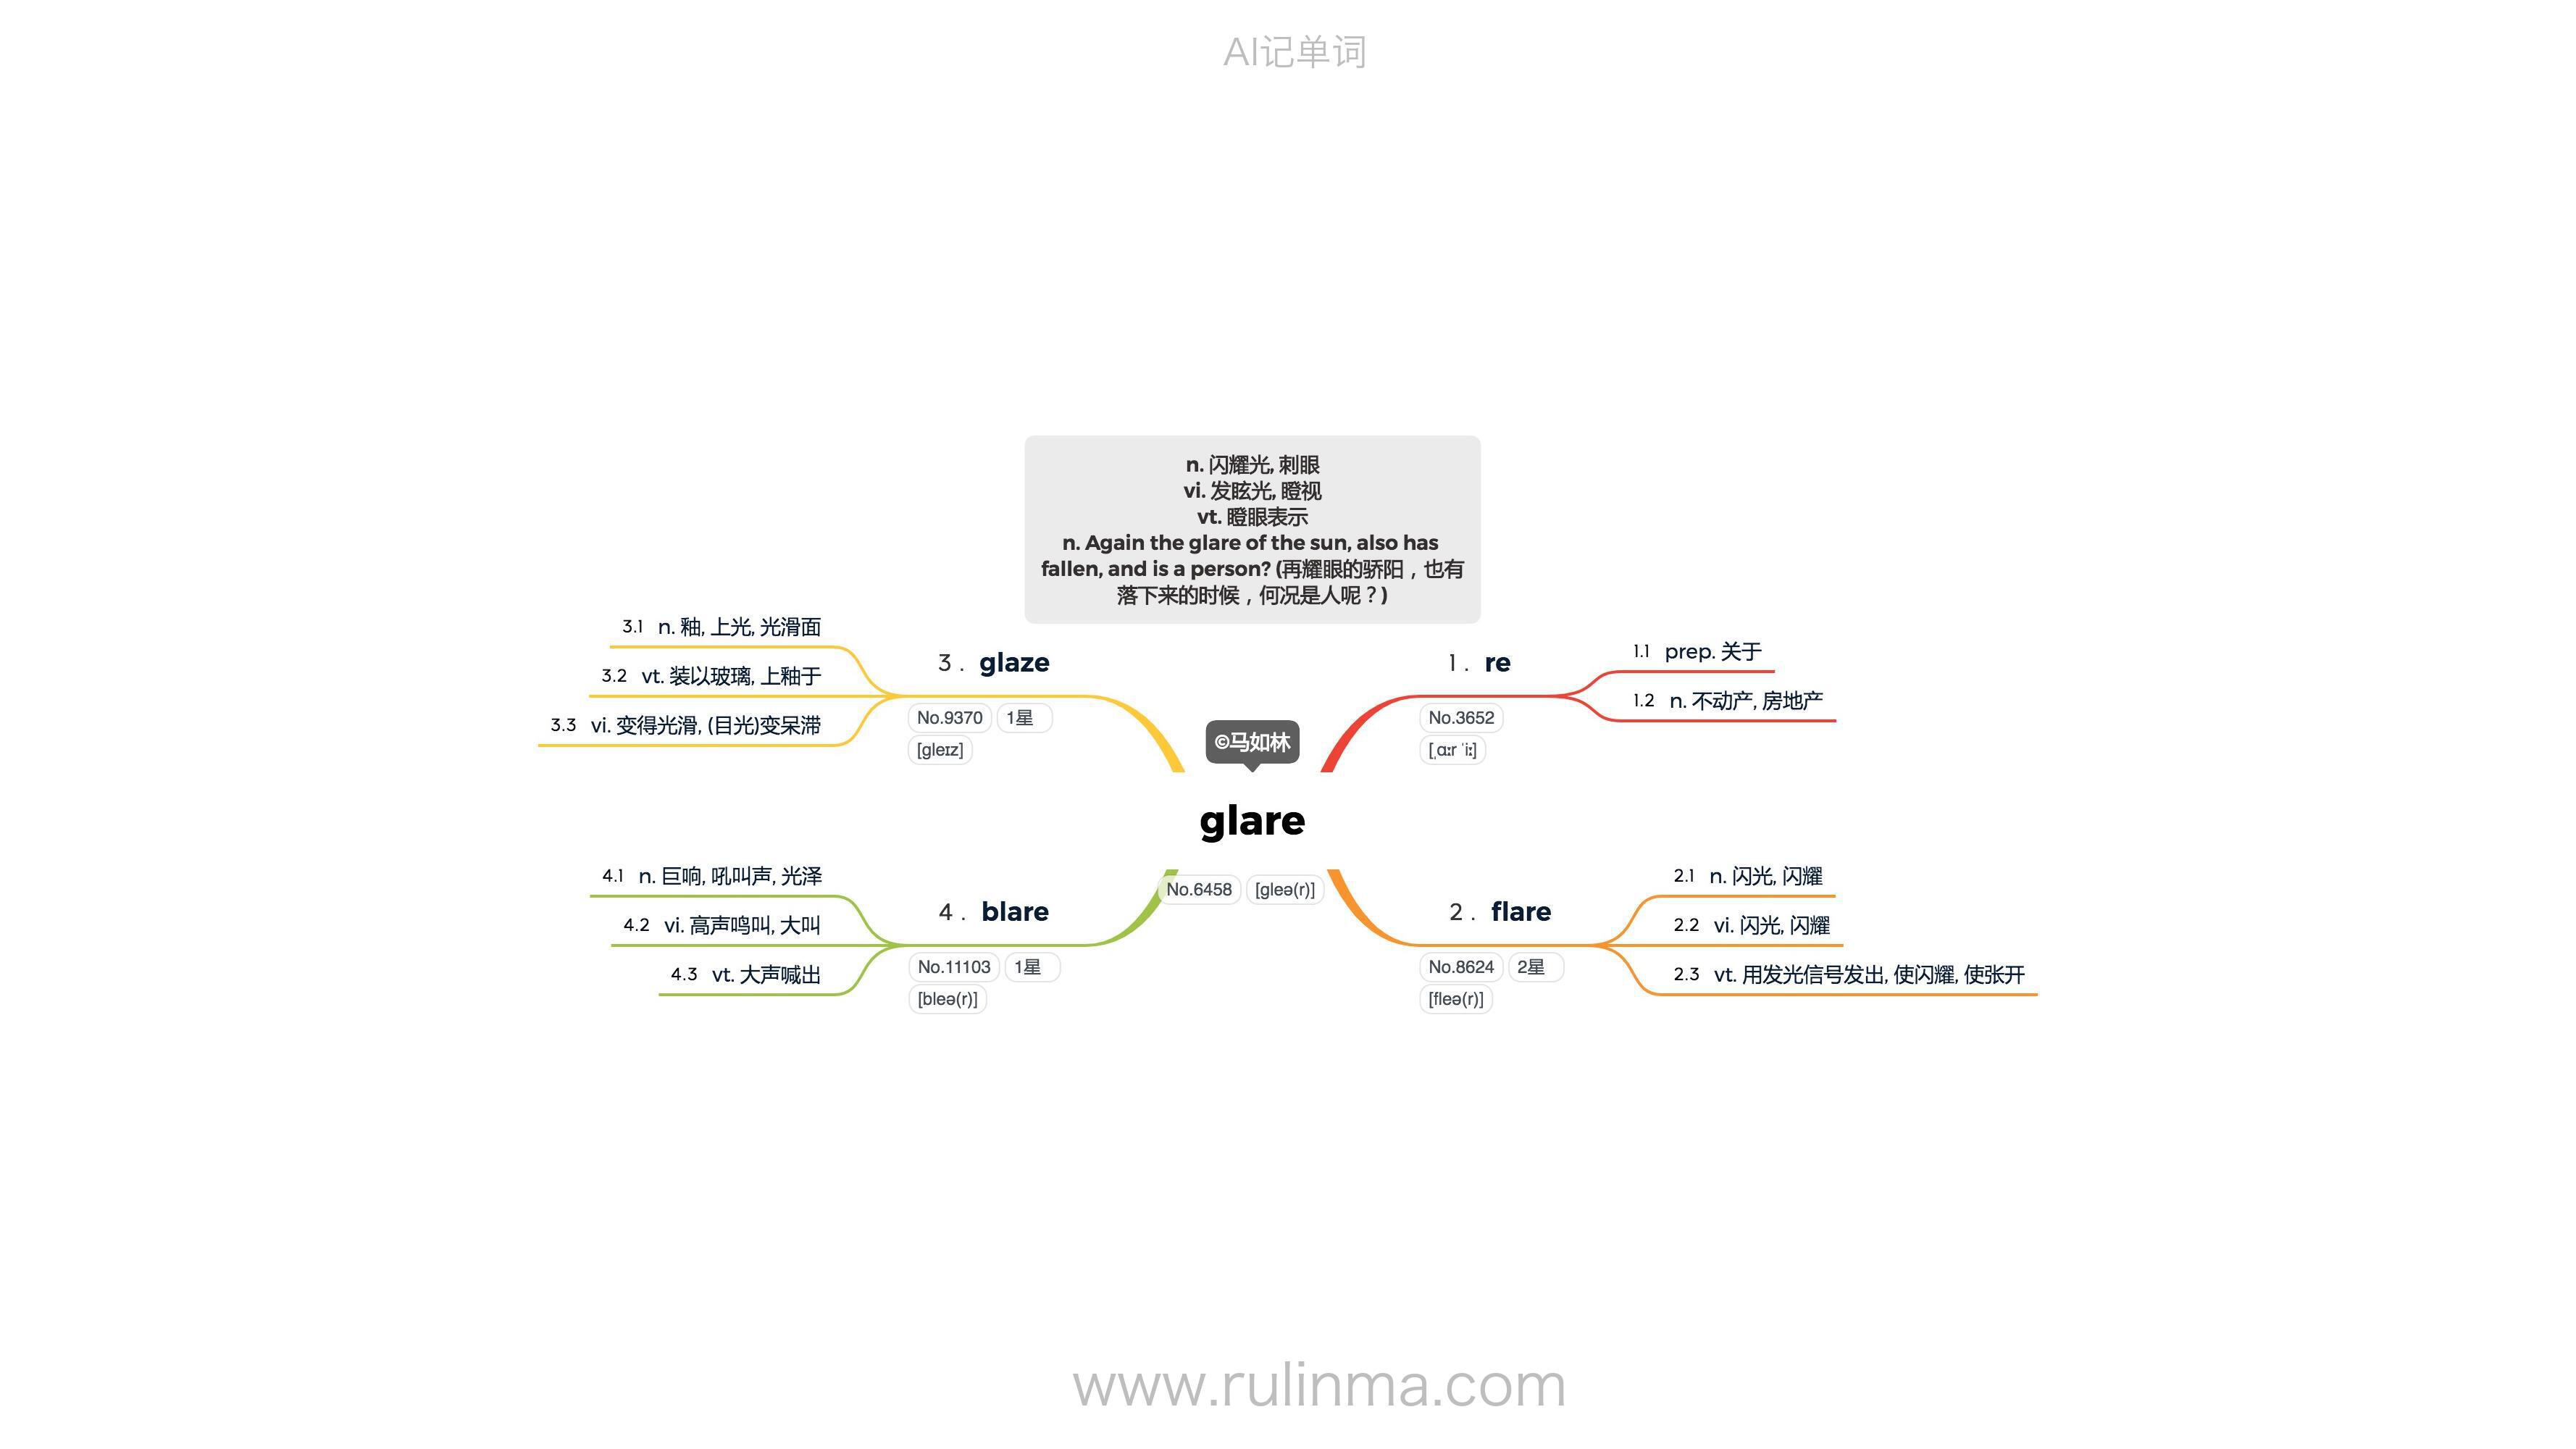 AI记单词
n. 闪耀光, 刺眼
vi. 发眩光, 瞪视
vt. 瞪眼表示
n. Again the glare of the sun, also has
fallen, and is a person? (再耀眼的骄阳，也有
落下来的时候，何况是人呢？)
©马如林
glare
No.6458 [gleə(r)]
1. re
No.3652
[ˌɑːr ˈiː]
1.1 prep. 关于
1.2 n. 不动产, 房地产
2. flare
No.8624 2星
[fleə(r)]
2.1 n. 闪光, 闪耀
2.2 vi. 闪光, 闪耀
2.3 vt. 用发光信号发出, 使闪耀, 使张开
3. glaze
No.9370 1星
[gleɪz]
3.1 n. 釉, 上光, 光滑面
3.2 vt. 装以玻璃, 上釉于
3.3 vi. 变得光滑, (目光)变呆滞
4. blare
No.11103 1星
[bleə(r)]
4.1 n. 巨响, 吼叫声, 光泽
4.2 vi. 高声鸣叫, 大叫
4.3 vt. 大声喊出
www.rulinma.com